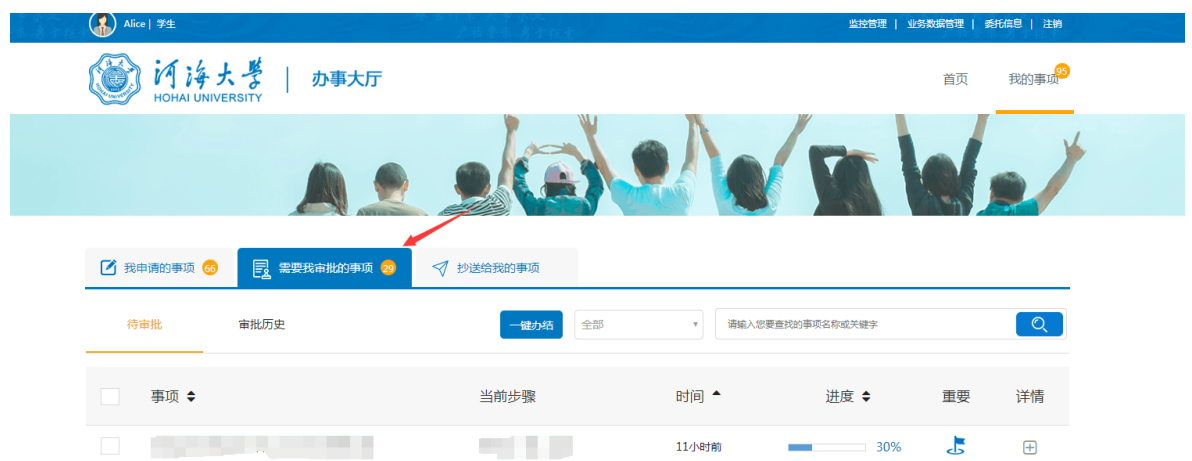 Alice | 学生
监控管理 | 业务数据管理 | 委托信息 | 注销
河海大学 | 办事大厅
HOHAI UNIVERSITY
首页 我的事项 95
我申请的事项 66 需要我审批的事项 29 抄送给我的事项
待审批 审批历史 一键办结 全部 请输入您要查找的事项名称或关键字
事项 当前步骤 时间 进度 重要 详情
11小时前 30%